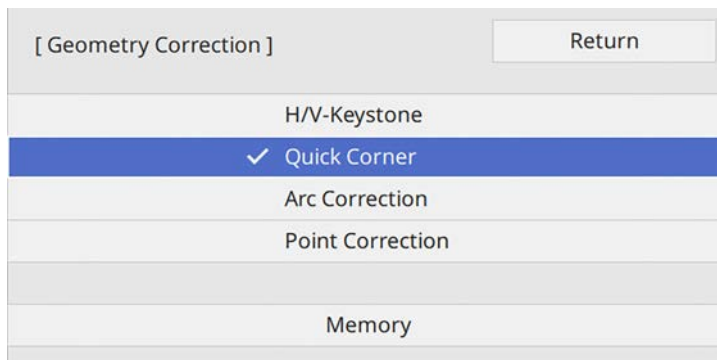 [ Geometry Correction ]
Return
H/V-Keystone
Quick Corner
Arc Correction
Point Correction
Memory